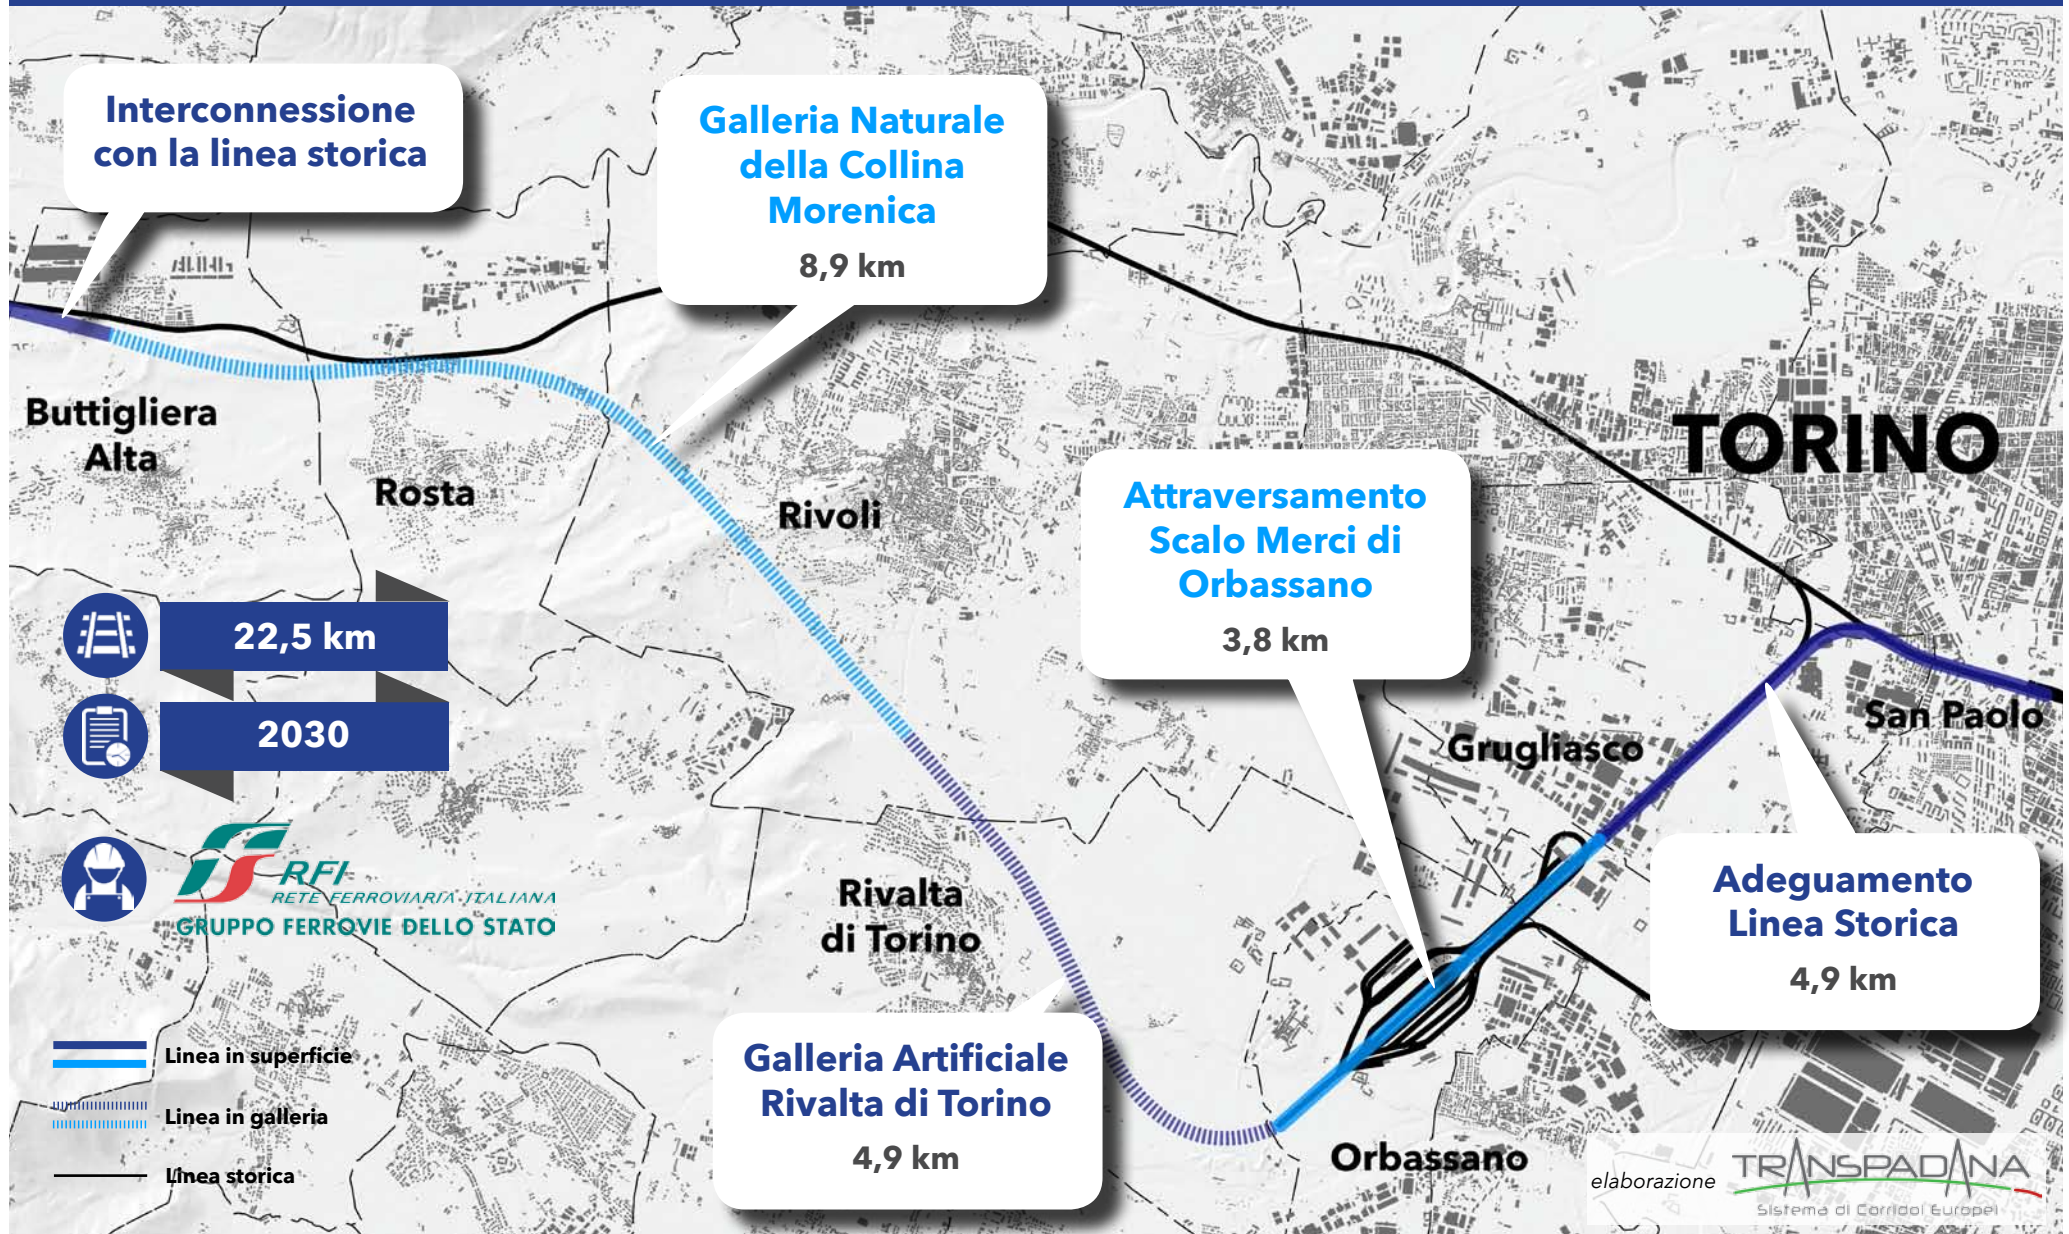 Interconnessione
con la linea storica
Galleria Naturale
della Collina
Morenica
8,9 km
Buttigliera
Alta
Rosta
Rivoli
TORINO
Attraversamento
Scalo Merci di
Orbassano
3,8 km
22,5 km
2030
San Paolo
Grugliasco
RFI
RETE FERROVIARIA ITALIANA
GRUPPO FERROVIE DELLO STATO
Rivalta
di Torino
Adeguamento
Linea Storica
4,9 km
Galleria Artificiale
Rivalta di Torino
4,9 km
Linea in superficie
Linea in galleria
Linea storica
Orbassano
elaborazione
TRANSPADANA
Sistema di Corridoi Europei